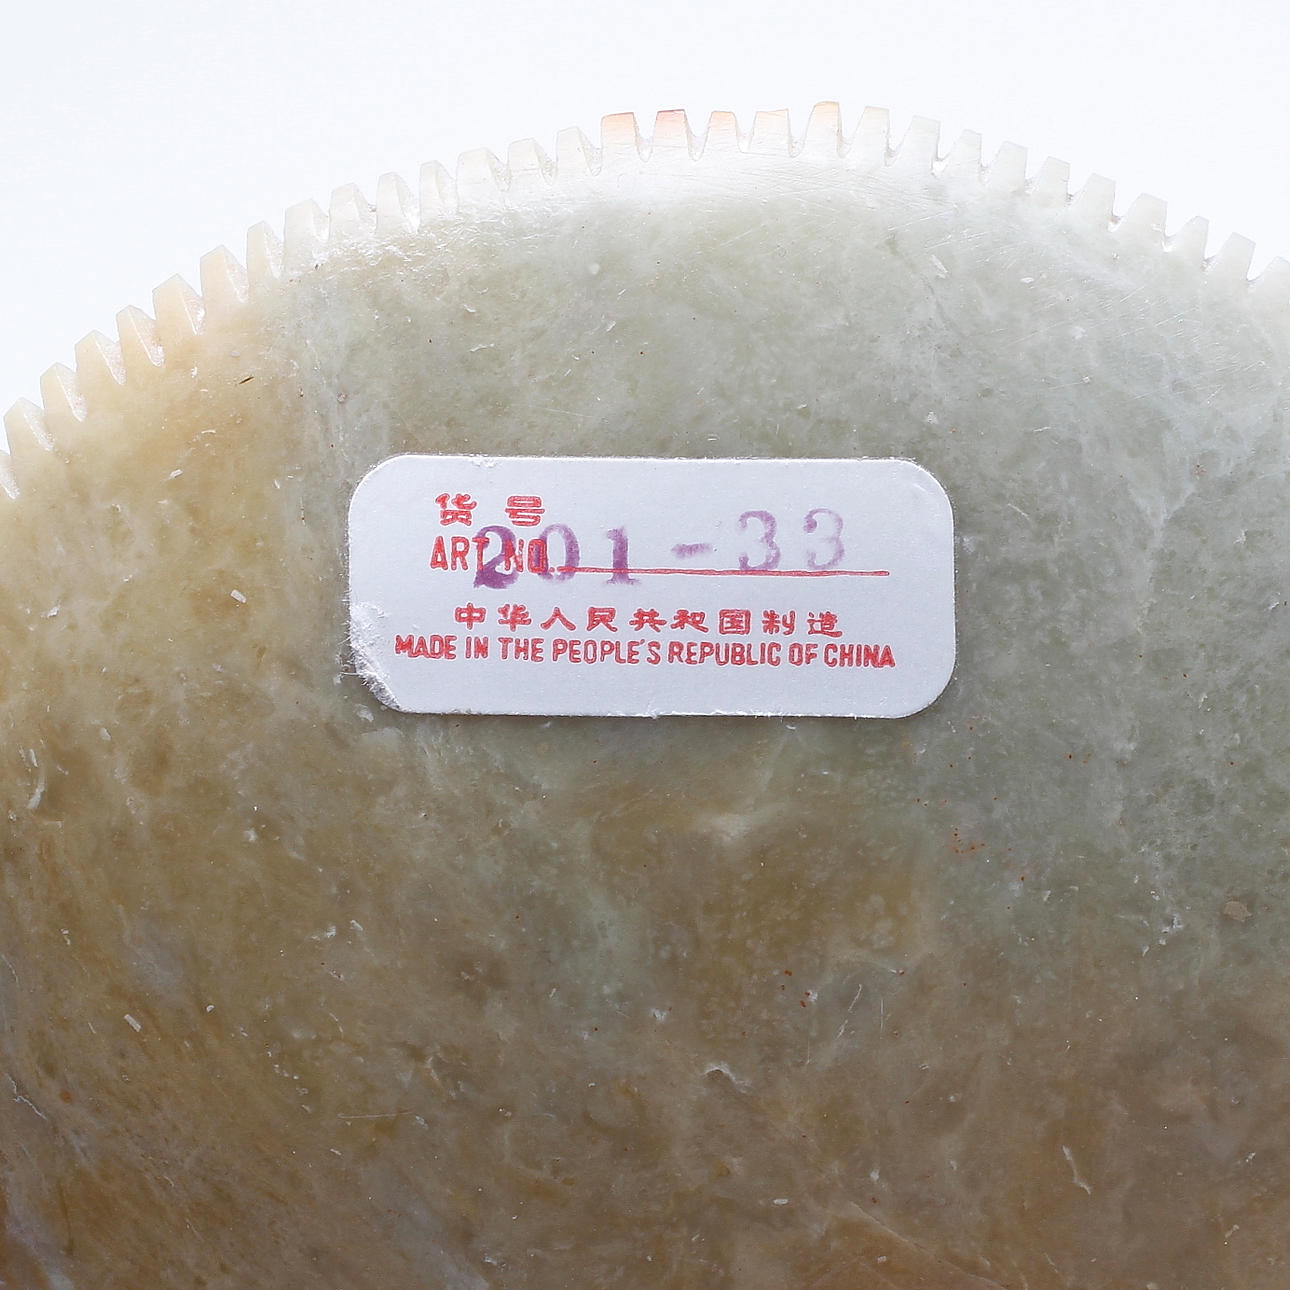 货号
ART NO. 201-33
中华人民共和国制造
MADE IN THE PEOPLE'S REPUBLIC OF CHINA